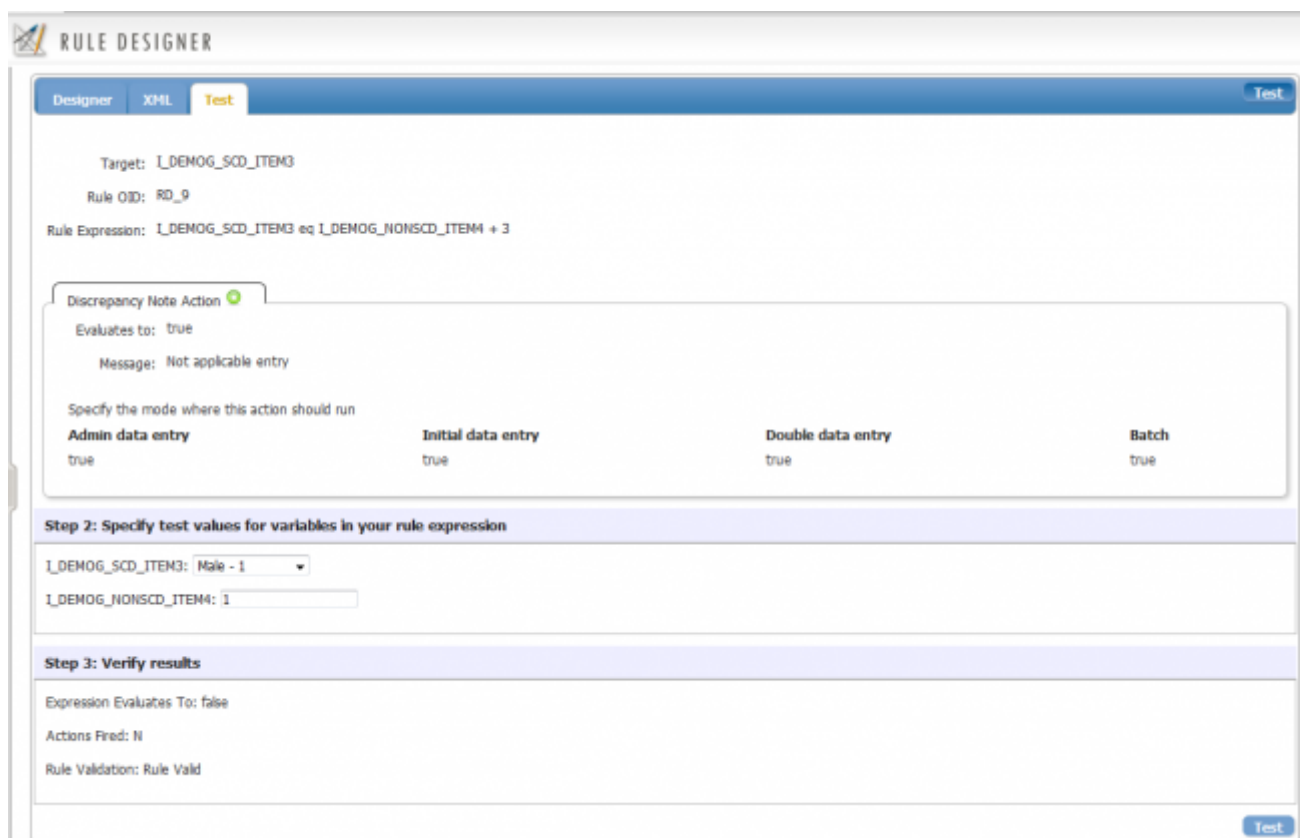 RULE DESIGNER
Designer XML Test Test
Target: I_DEMOG_SCD_ITEM3
Rule OID: RD_9
Rule Expression: I_DEMOG_SCD_ITEM3 eq I_DEMOG_NONSCD_ITEM4 + 3
Discrepancy Note Action
Evaluates to: true
Message: Not applicable entry
Specify the mode where this action should run
Admin data entry Initial data entry Double data entry Batch
true true true true
Step 2: Specify test values for variables in your rule expression
I_DEMOG_SCD_ITEM3: Male - 1
I_DEMOG_NONSCD_ITEM4: 1
Step 3: Verify results
Expression Evaluates To: false
Actions Fired: N
Rule Validation: Rule Valid
Test